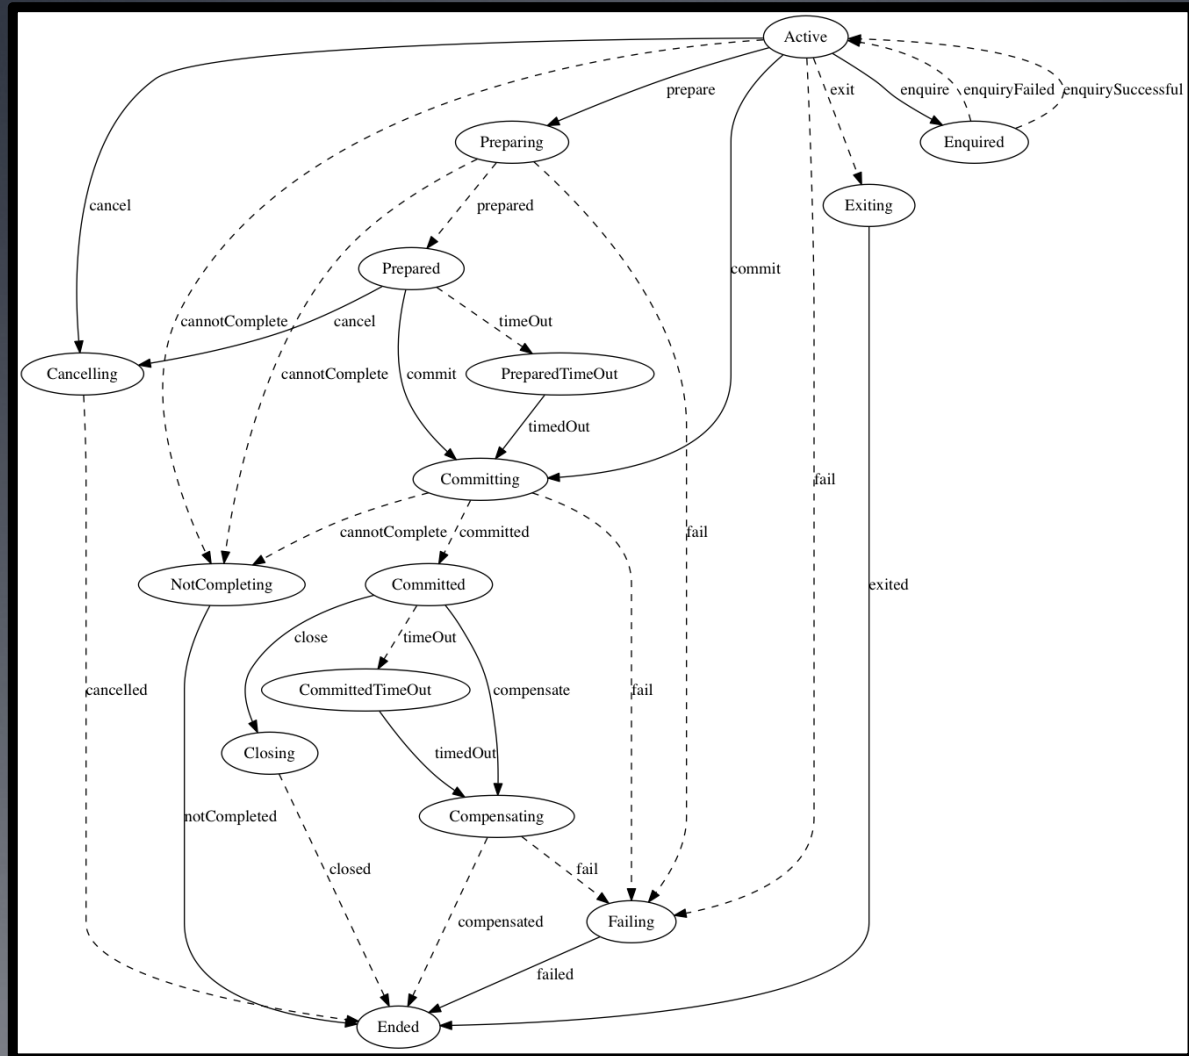 Active
prepare
exit
enquire
enquiryFailed
enquirySuccessful
Preparing
Enquired
cancel
prepared
Exiting
Prepared
commit
cannotComplete
cancel
timeOut
Cancelling
cannotComplete
commit
PreparedTimeOut
timedOut
Committing
fail
cannotComplete
committed
fail
NotCompleting
Committed
exited
close
timeOut
cancelled
CommittedTimeOut
compensate
fail
Closing
timedOut
notCompleted
Compensating
closed
fail
compensated
Failing
failed
Ended